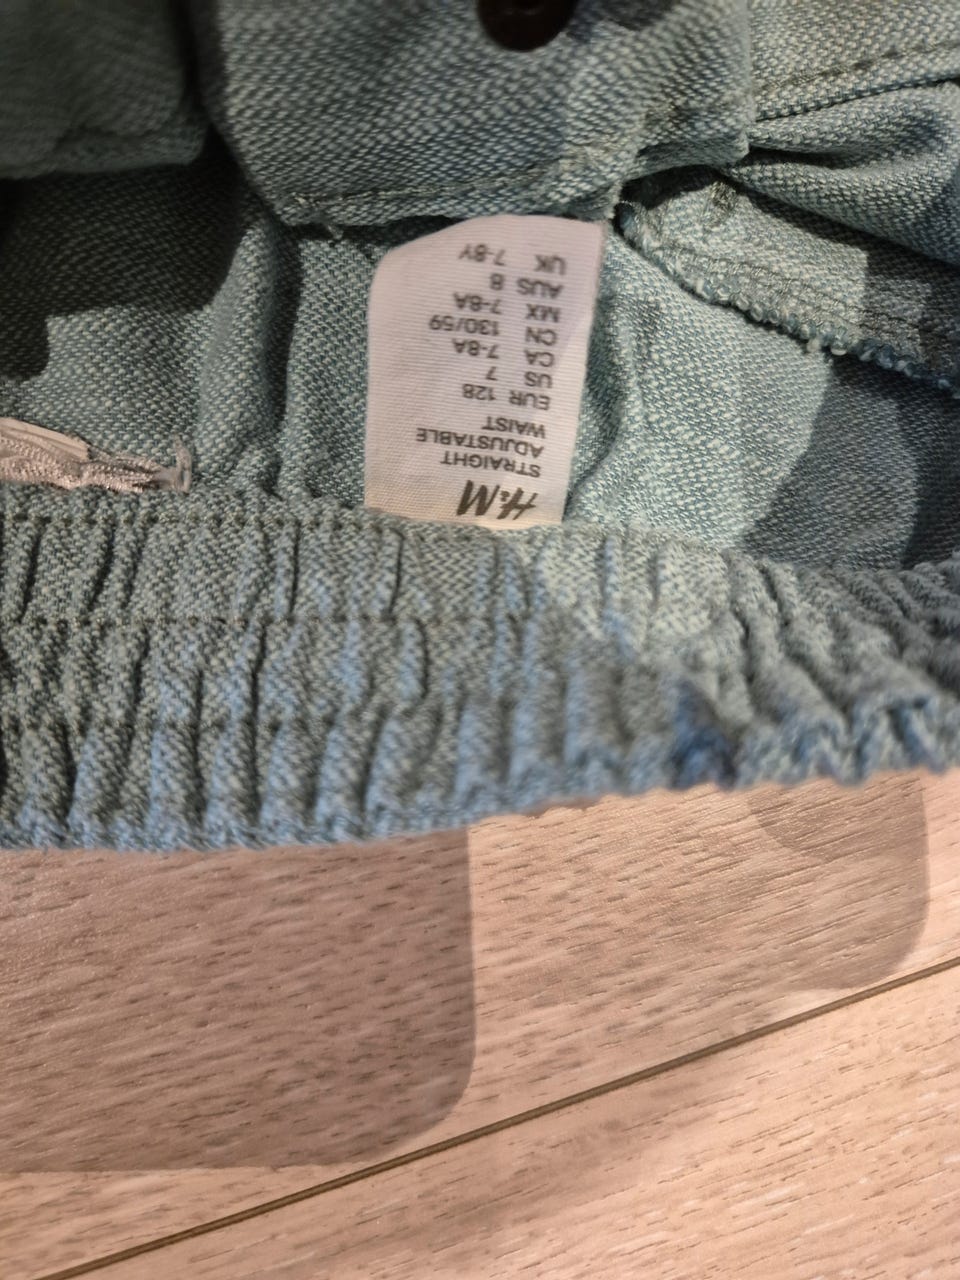 H&M
STRAIGHT
ADJUSTABLE
WAIST
EUR 128
US 7
CA 7-8A
CN 130/59
MX 7-8A
AUS 8
UK 7-8Y